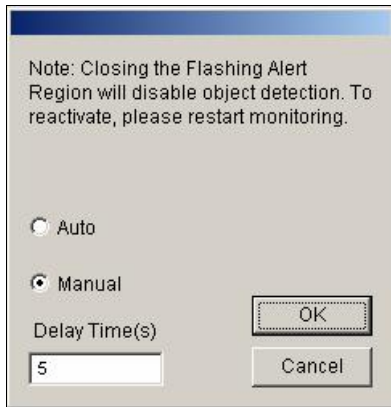 Note: Closing the Flashing Alert
Region will disable object detection. To
reactivate, please restart monitoring.
Auto
Manual
Delay Time(s)
5
OK
Cancel